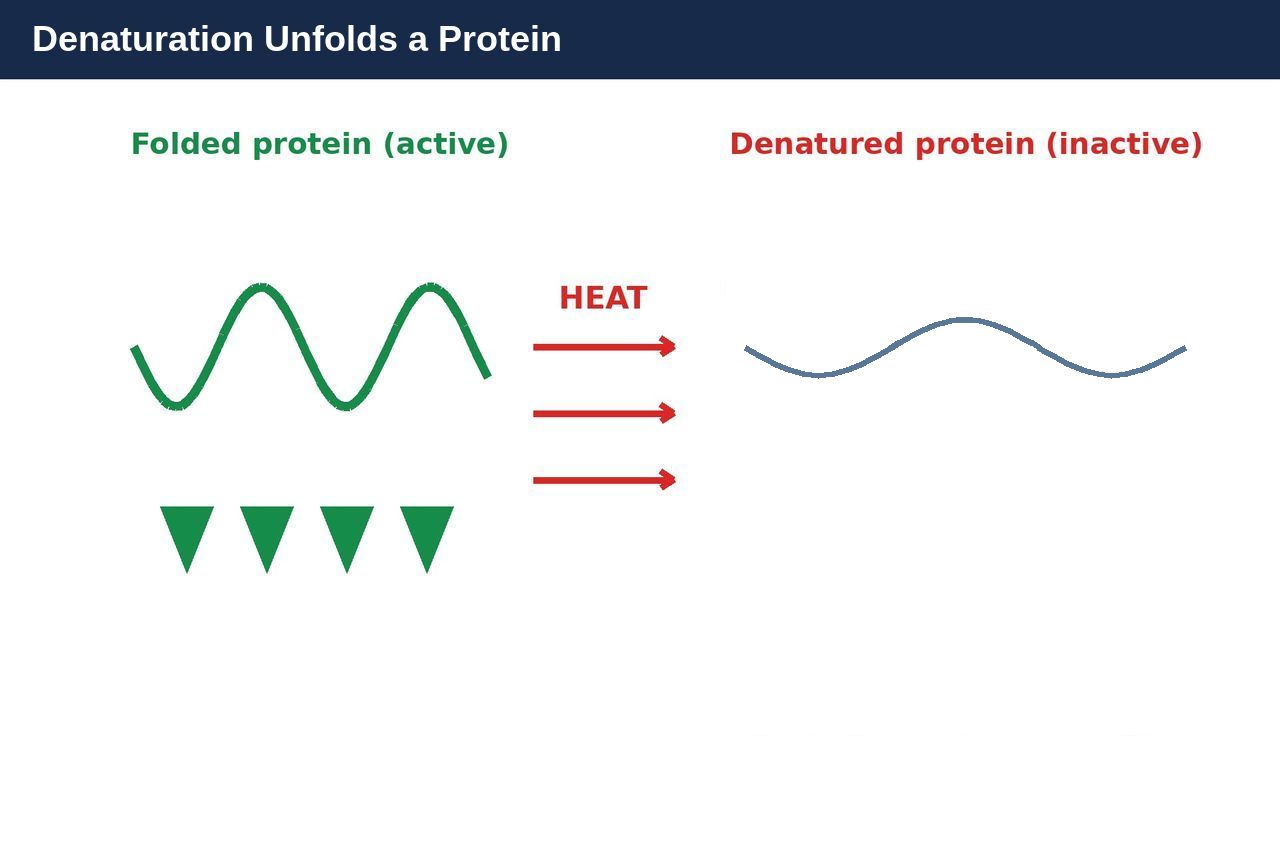 Denaturation Unfolds a Protein
Folded protein (active)
Denatured protein (inactive)
HEAT